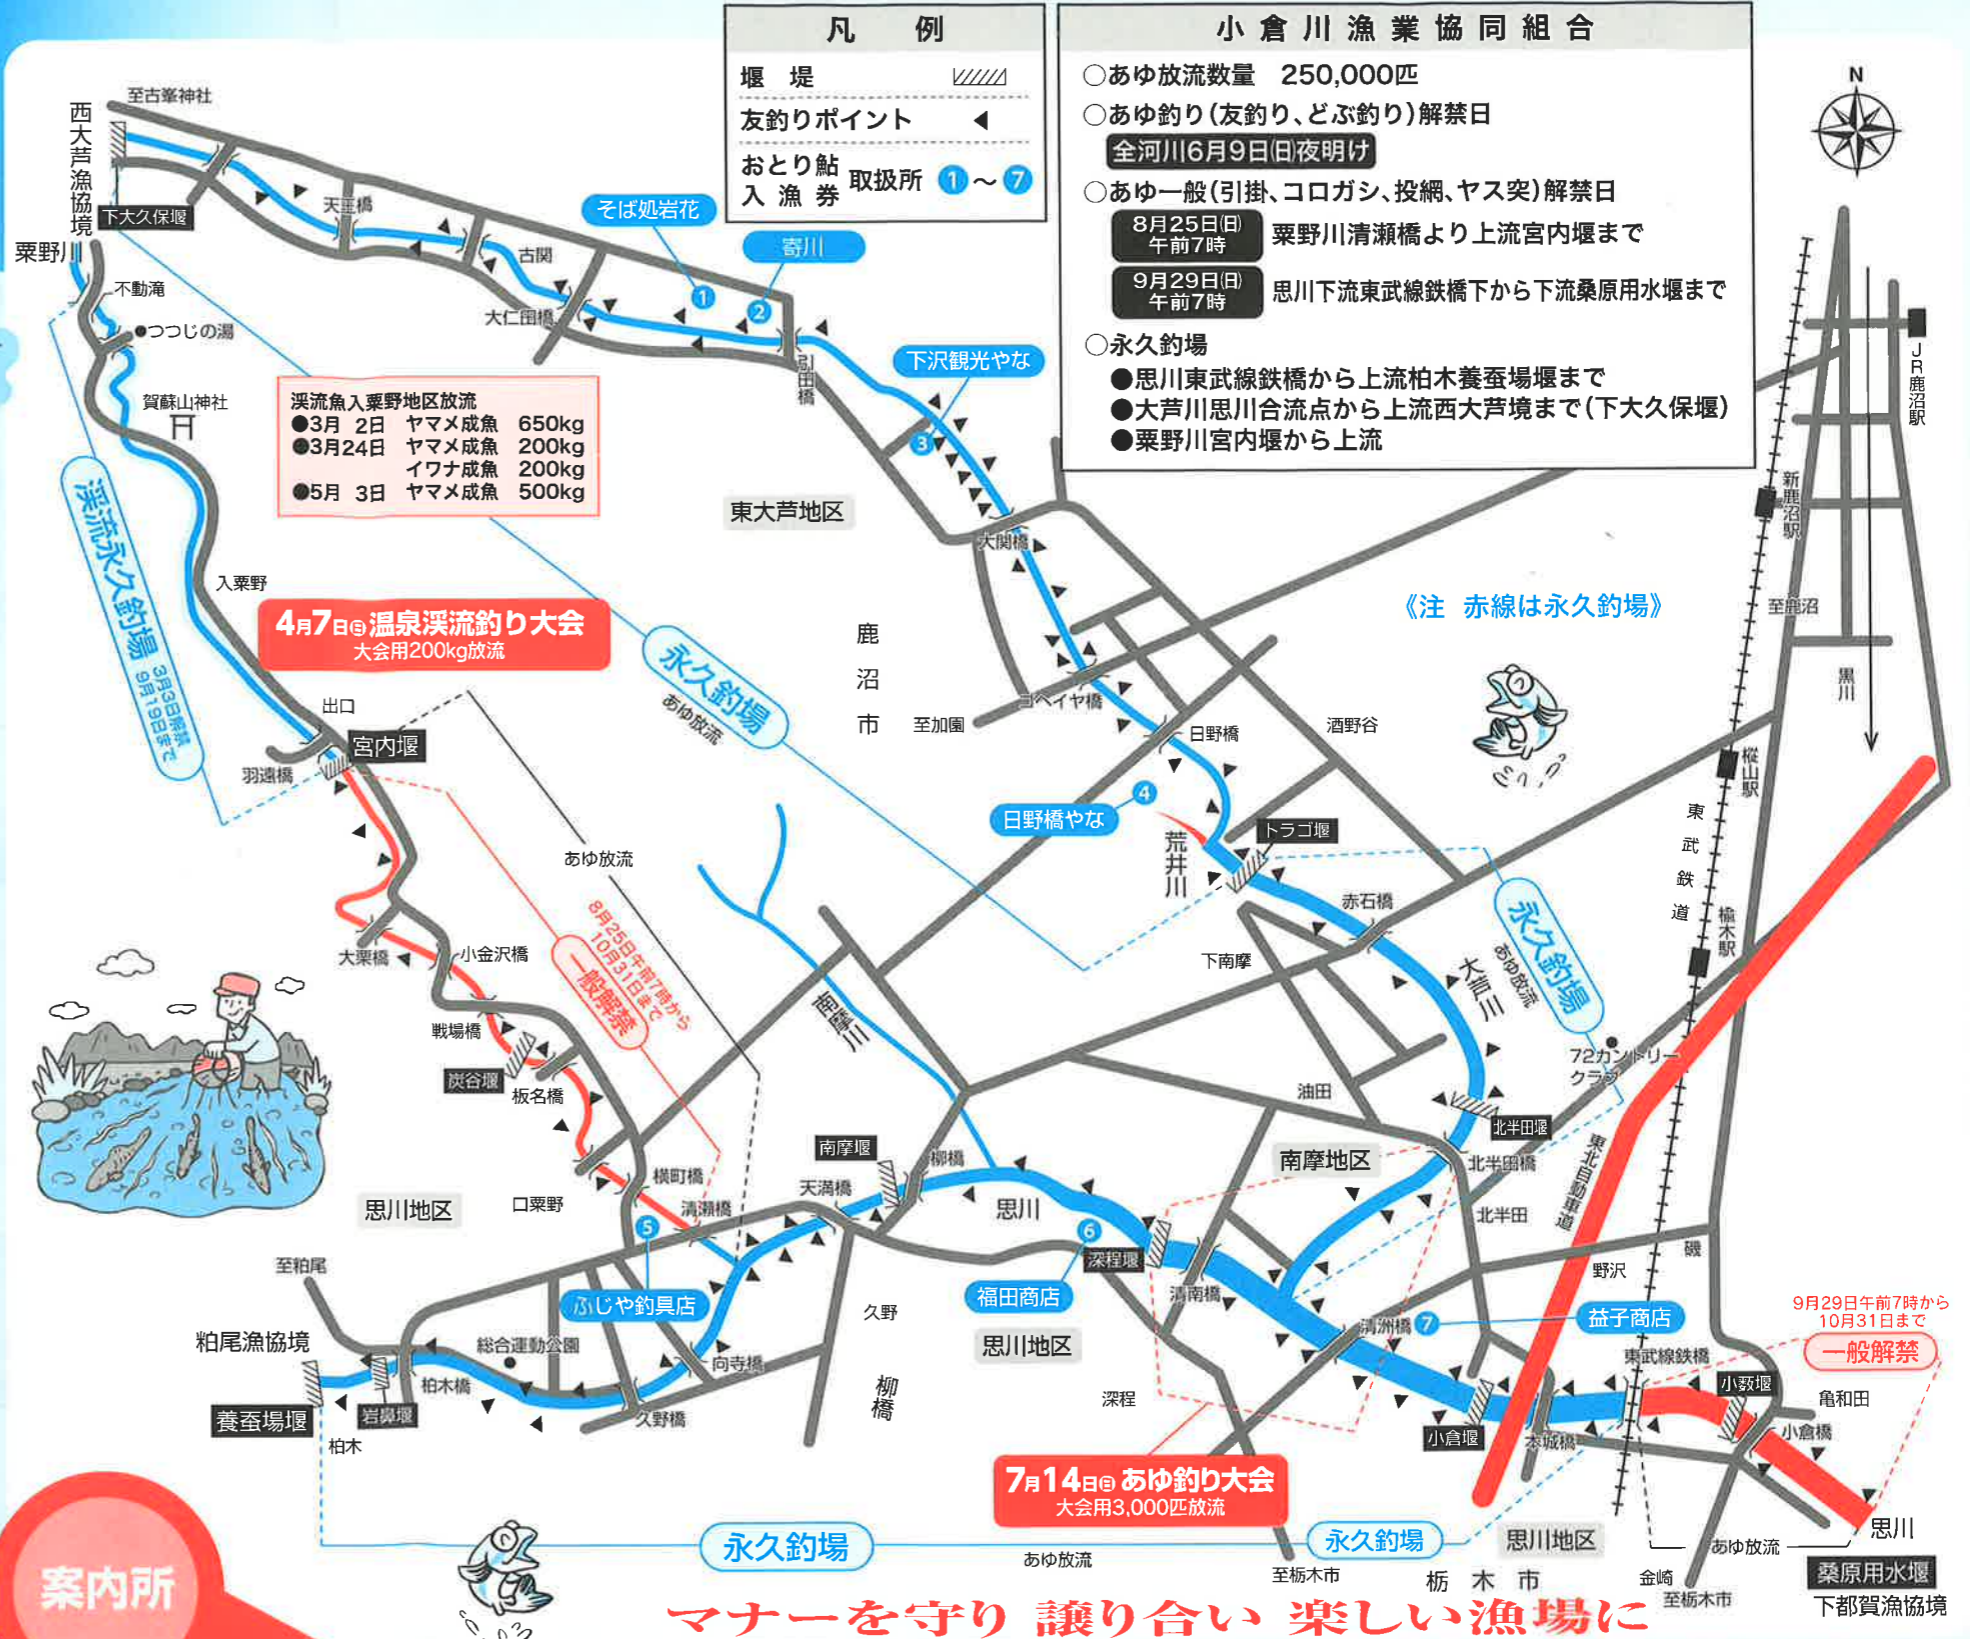 凡 例
堰 堤
友釣りポイント
おとり鮎
入 漁 券 取扱所 ①～⑦
小倉川漁業協同組合
○あゆ放流数量 250,000匹
○あゆ釣り(友釣り、どぶ釣り)解禁日
全河川6月9日㈰夜明け
○あゆ一般(引掛、コロガシ、投網、ヤス突)解禁日
8月25日㈰
午前7時
粟野川清瀬橋より上流宮内堰まで
9月29日㈰
午前7時
思川下流東武線鉄橋下から下流桑原用水堰まで
○永久釣場
●思川東武線鉄橋から上流柏木養蚕場堰まで
●大芦川思川合流点から上流西大芦境まで(下大久保堰)
●粟野川宮内堰から上流
N
至古峯神社
西大芦漁協境
下大久保堰
粟野川
不動滝
●つつじの湯
賀蘇山神社
天王橋
古関
大仁田橋
そば処岩花
寄川
①
②
引田橋
下沢観光やな
③
渓流魚入粟野地区放流
●3月 2日 ヤマメ成魚 650kg
●3月24日 ヤマメ成魚 200kg
イワナ成魚 200kg
●5月 3日 ヤマメ成魚 500kg
東大芦地区
大関橋
JR鹿沼駅
新鹿沼駅
至鹿沼
黒川
《注 赤線は永久釣場》
渓流永久釣場
3月3日解禁
9月19日まで
入粟野
4月7日㊐温泉渓流釣り大会
大会用200kg放流
永久釣場
あゆ放流
鹿沼市
至加園
コヘイヤ橋
日野橋
酒野谷
④
日野橋やな
荒井川
トラゴ堰
樅山駅
東武鉄道
楡木駅
出口
宮内堰
羽遠橋
あゆ放流
8月25日午前7時から
10月31日まで
一般解禁
大栗橋
小金沢橋
戦場橋
炭谷堰
板名橋
南摩川
赤石橋
下南摩
大芦川
永久釣場
あゆ放流
72カントリー
クラブ
油田
北半田堰
北半田橋
南摩地区
東北自動車道
北半田
思川地区
口粟野
横町橋
⑤
清瀬橋
南摩堰
天満橋
柳橋
思川
⑥
深程堰
清南橋
福田商店
思川地区
久野
柳橋
深程
清洲橋
⑦
益子商店
野沢
磯
9月29日午前7時から
10月31日まで
一般解禁
東武線鉄橋
小薮堰
亀和田
小倉橋
至粕尾
粕尾漁協境
ふじや釣具店
総合運動公園
柏木橋
岩鼻堰
養蚕場堰
柏木
向寺橋
久野橋
小倉堰
本城橋
7月14日㊐あゆ釣り大会
大会用3,000匹放流
永久釣場
あゆ放流
永久釣場
思川地区
至栃木市
栃木市
金崎
至栃木市
あゆ放流
思川
桑原用水堰
下都賀漁協境
案内所
マナーを守り 譲り合い 楽しい漁場に